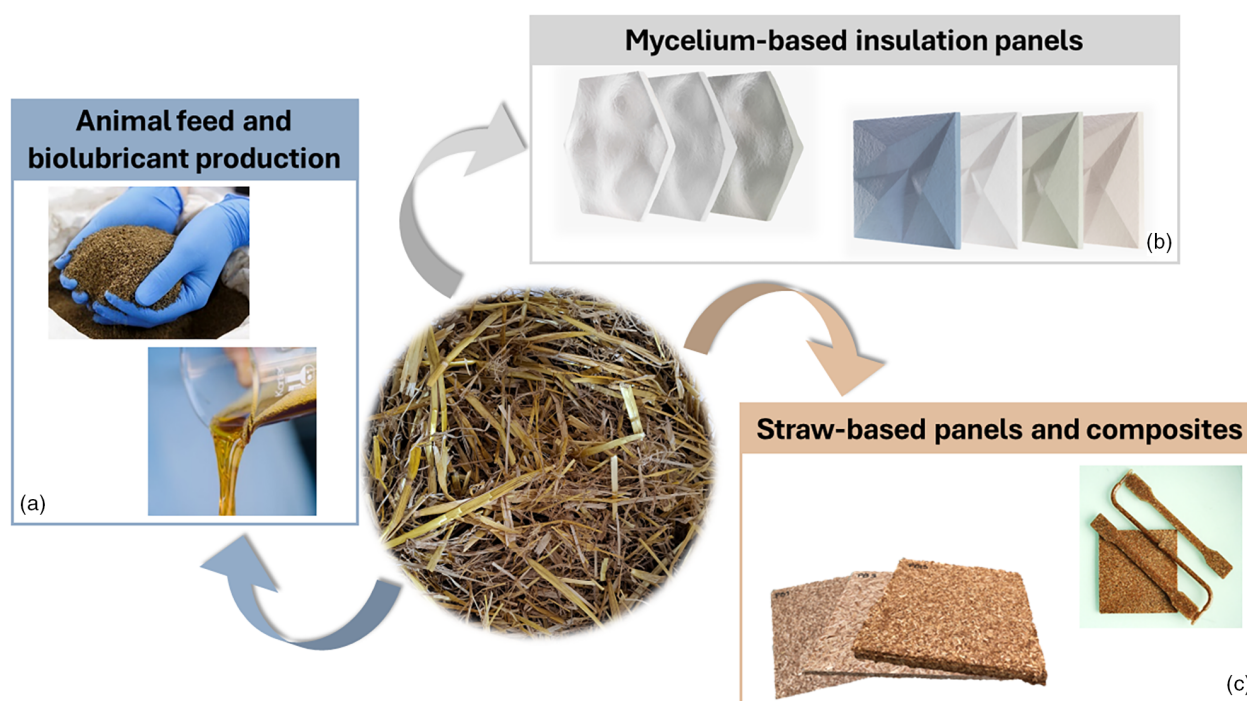 Mycelium-based insulation panels
(b)
Animal feed and
biolubricant production
(a)
Straw-based panels and composites
(c)